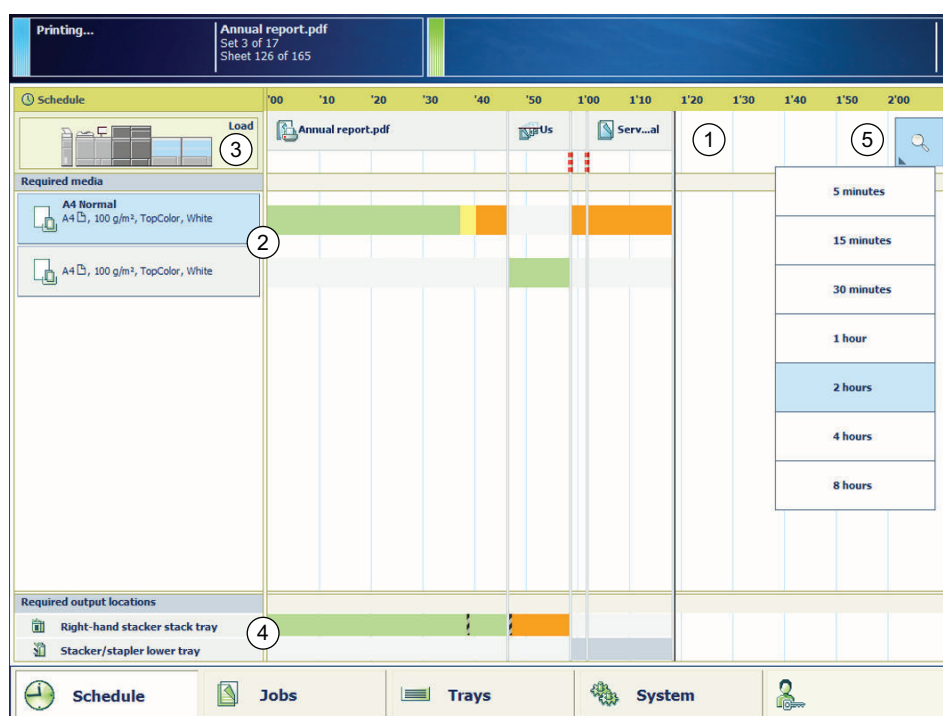 Printing...
Annual report.pdf
Set 3 of 17
Sheet 126 of 165
Schedule
'00 '10 '20 '30 '40 '50 1'00 1'10 1'20 1'30 1'40 1'50 2'00
Load
3
Annual report.pdf
Us
Serv...al
1
5
Required media
A4 Normal
A4, 100 g/m², TopColor, White
2
A4, 100 g/m², TopColor, White
5 minutes
15 minutes
30 minutes
1 hour
2 hours
4 hours
8 hours
Required output locations
Right-hand stacker stack tray
4
Stacker/stapler lower tray
Schedule
Jobs
Trays
System